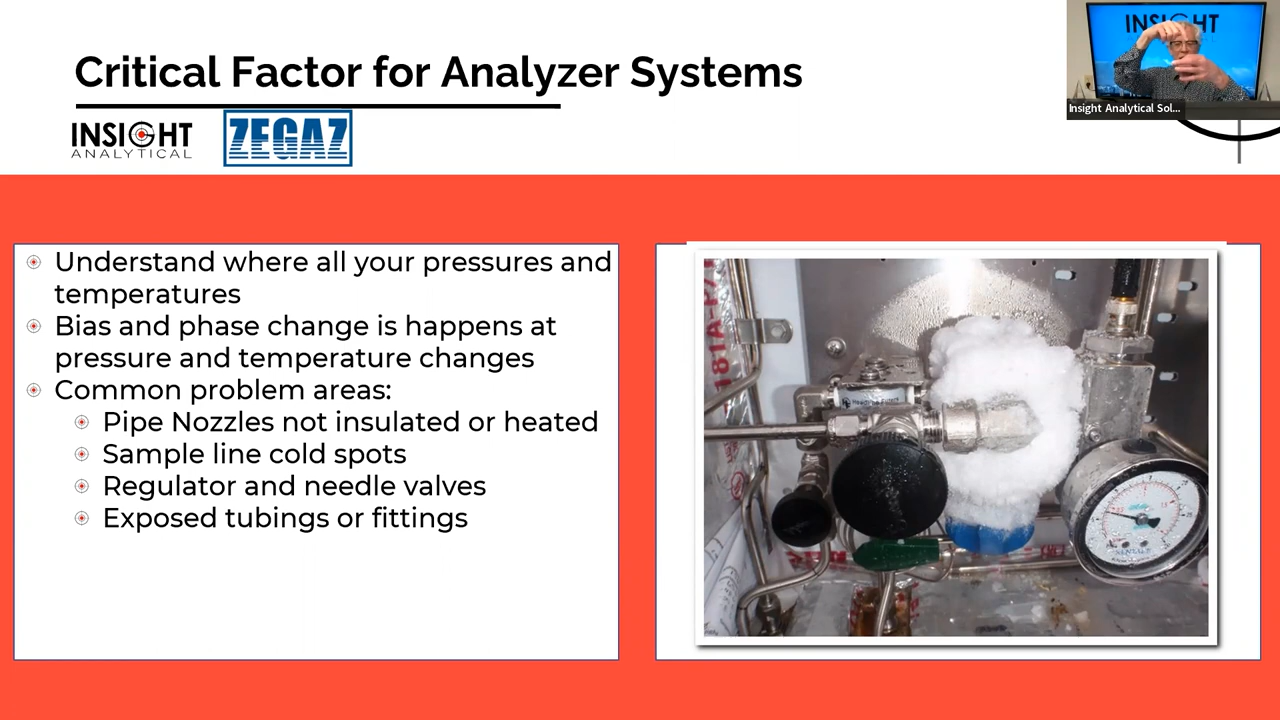 Critical Factor for Analyzer Systems
INSIGHT
ANALYTICAL
ZEGAZ
INSIGHT
Insight Analytical Sol...
Understand where all your pressures and
temperatures
Bias and phase change is happens at
pressure and temperature changes
Common problem areas:
Pipe Nozzles not insulated or heated
Sample line cold spots
Regulator and needle valves
Exposed tubings or fittings